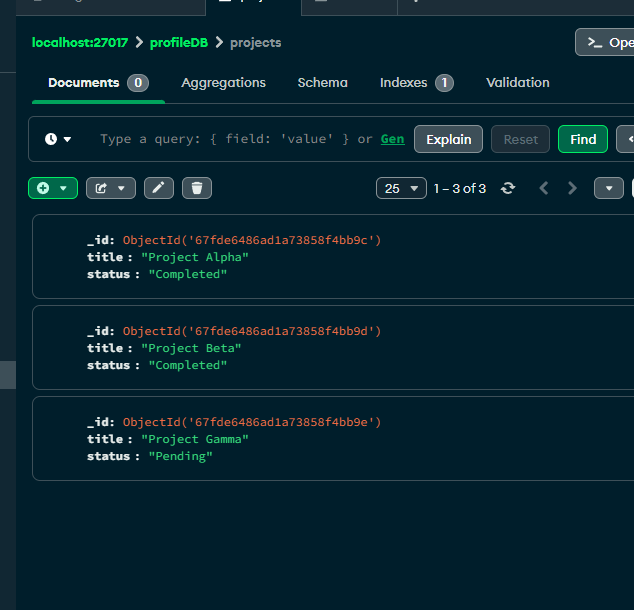 localhost:27017 > profileDB > projects
>_ Ope
Documents 0 Aggregations Schema Indexes 1 Validation
Type a query: { field: 'value' } or Gen Explain Reset Find
25 1 – 3 of 3
_id: ObjectId('67fde6486ad1a73858f4bb9c')
title : "Project Alpha"
status : "Completed"
_id: ObjectId('67fde6486ad1a73858f4bb9d')
title : "Project Beta"
status : "Completed"
_id: ObjectId('67fde6486ad1a73858f4bb9e')
title : "Project Gamma"
status : "Pending"